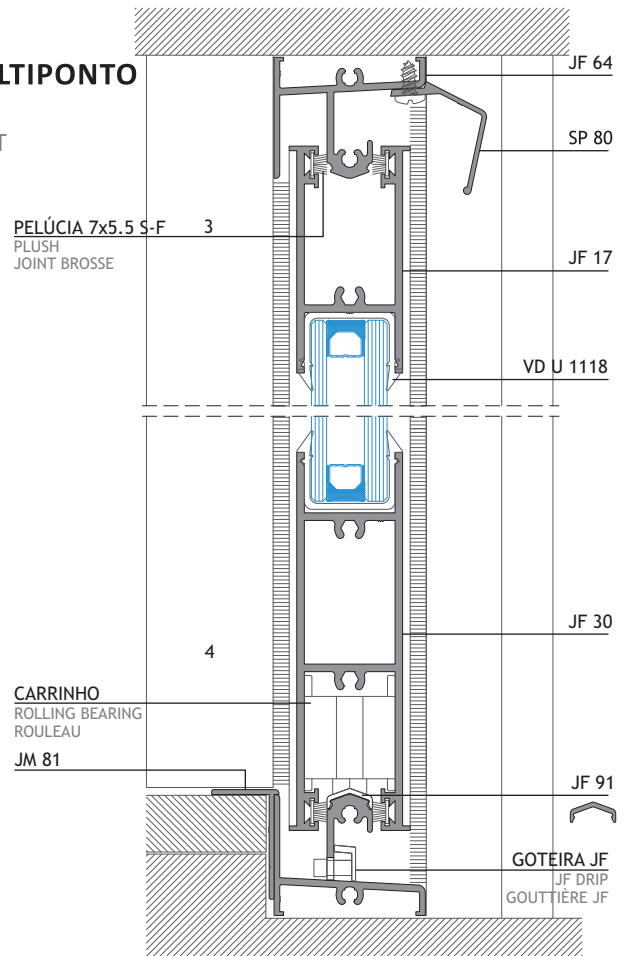 LTIPONTO
T
JF 64
SP 80
PELÚCIA 7x5.5 S-F 3
PLUSH
JOINT BROSSE
JF 17
VD U 1118
JF 30
4
CARRINHO
ROLLING BEARING
ROULEAU
JM 81
JF 91
GOTEIRA JF
JF DRIP
GOUTTIÈRE JF